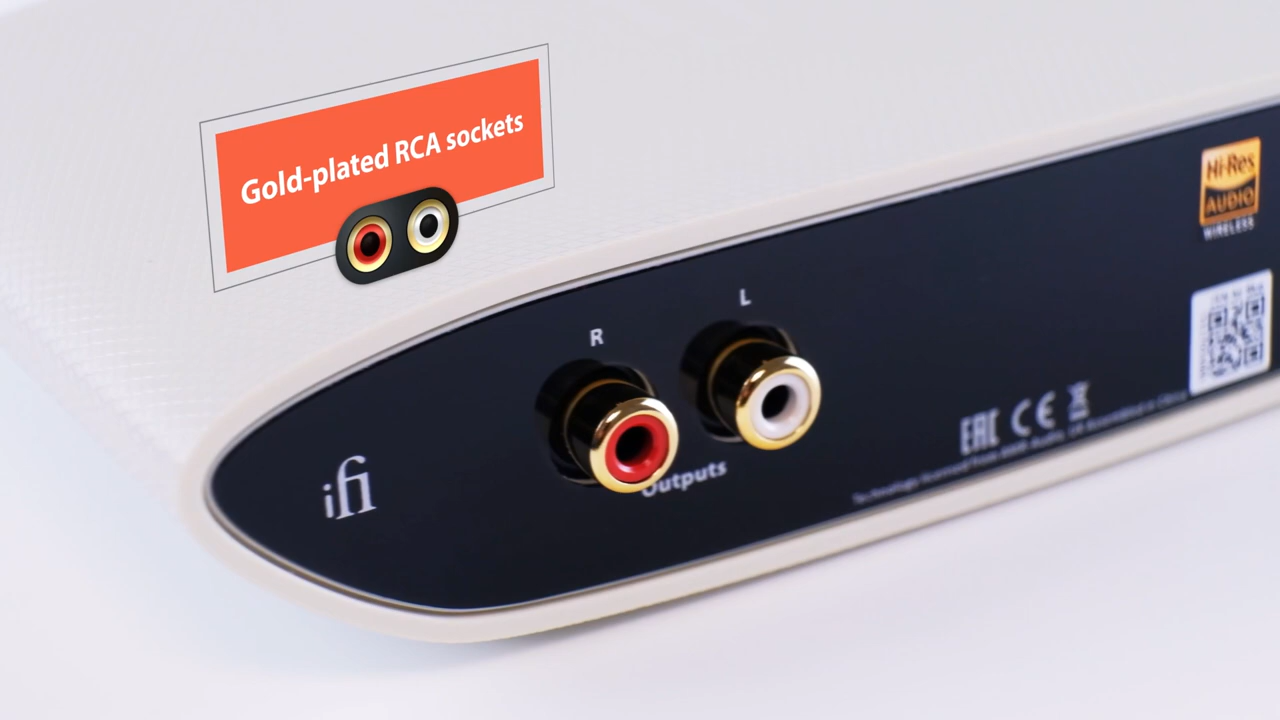 Gold-plated RCA sockets
Hi-Res
AUDIO
WIRELESS
L
R
EAC CE
Outputs
ifi